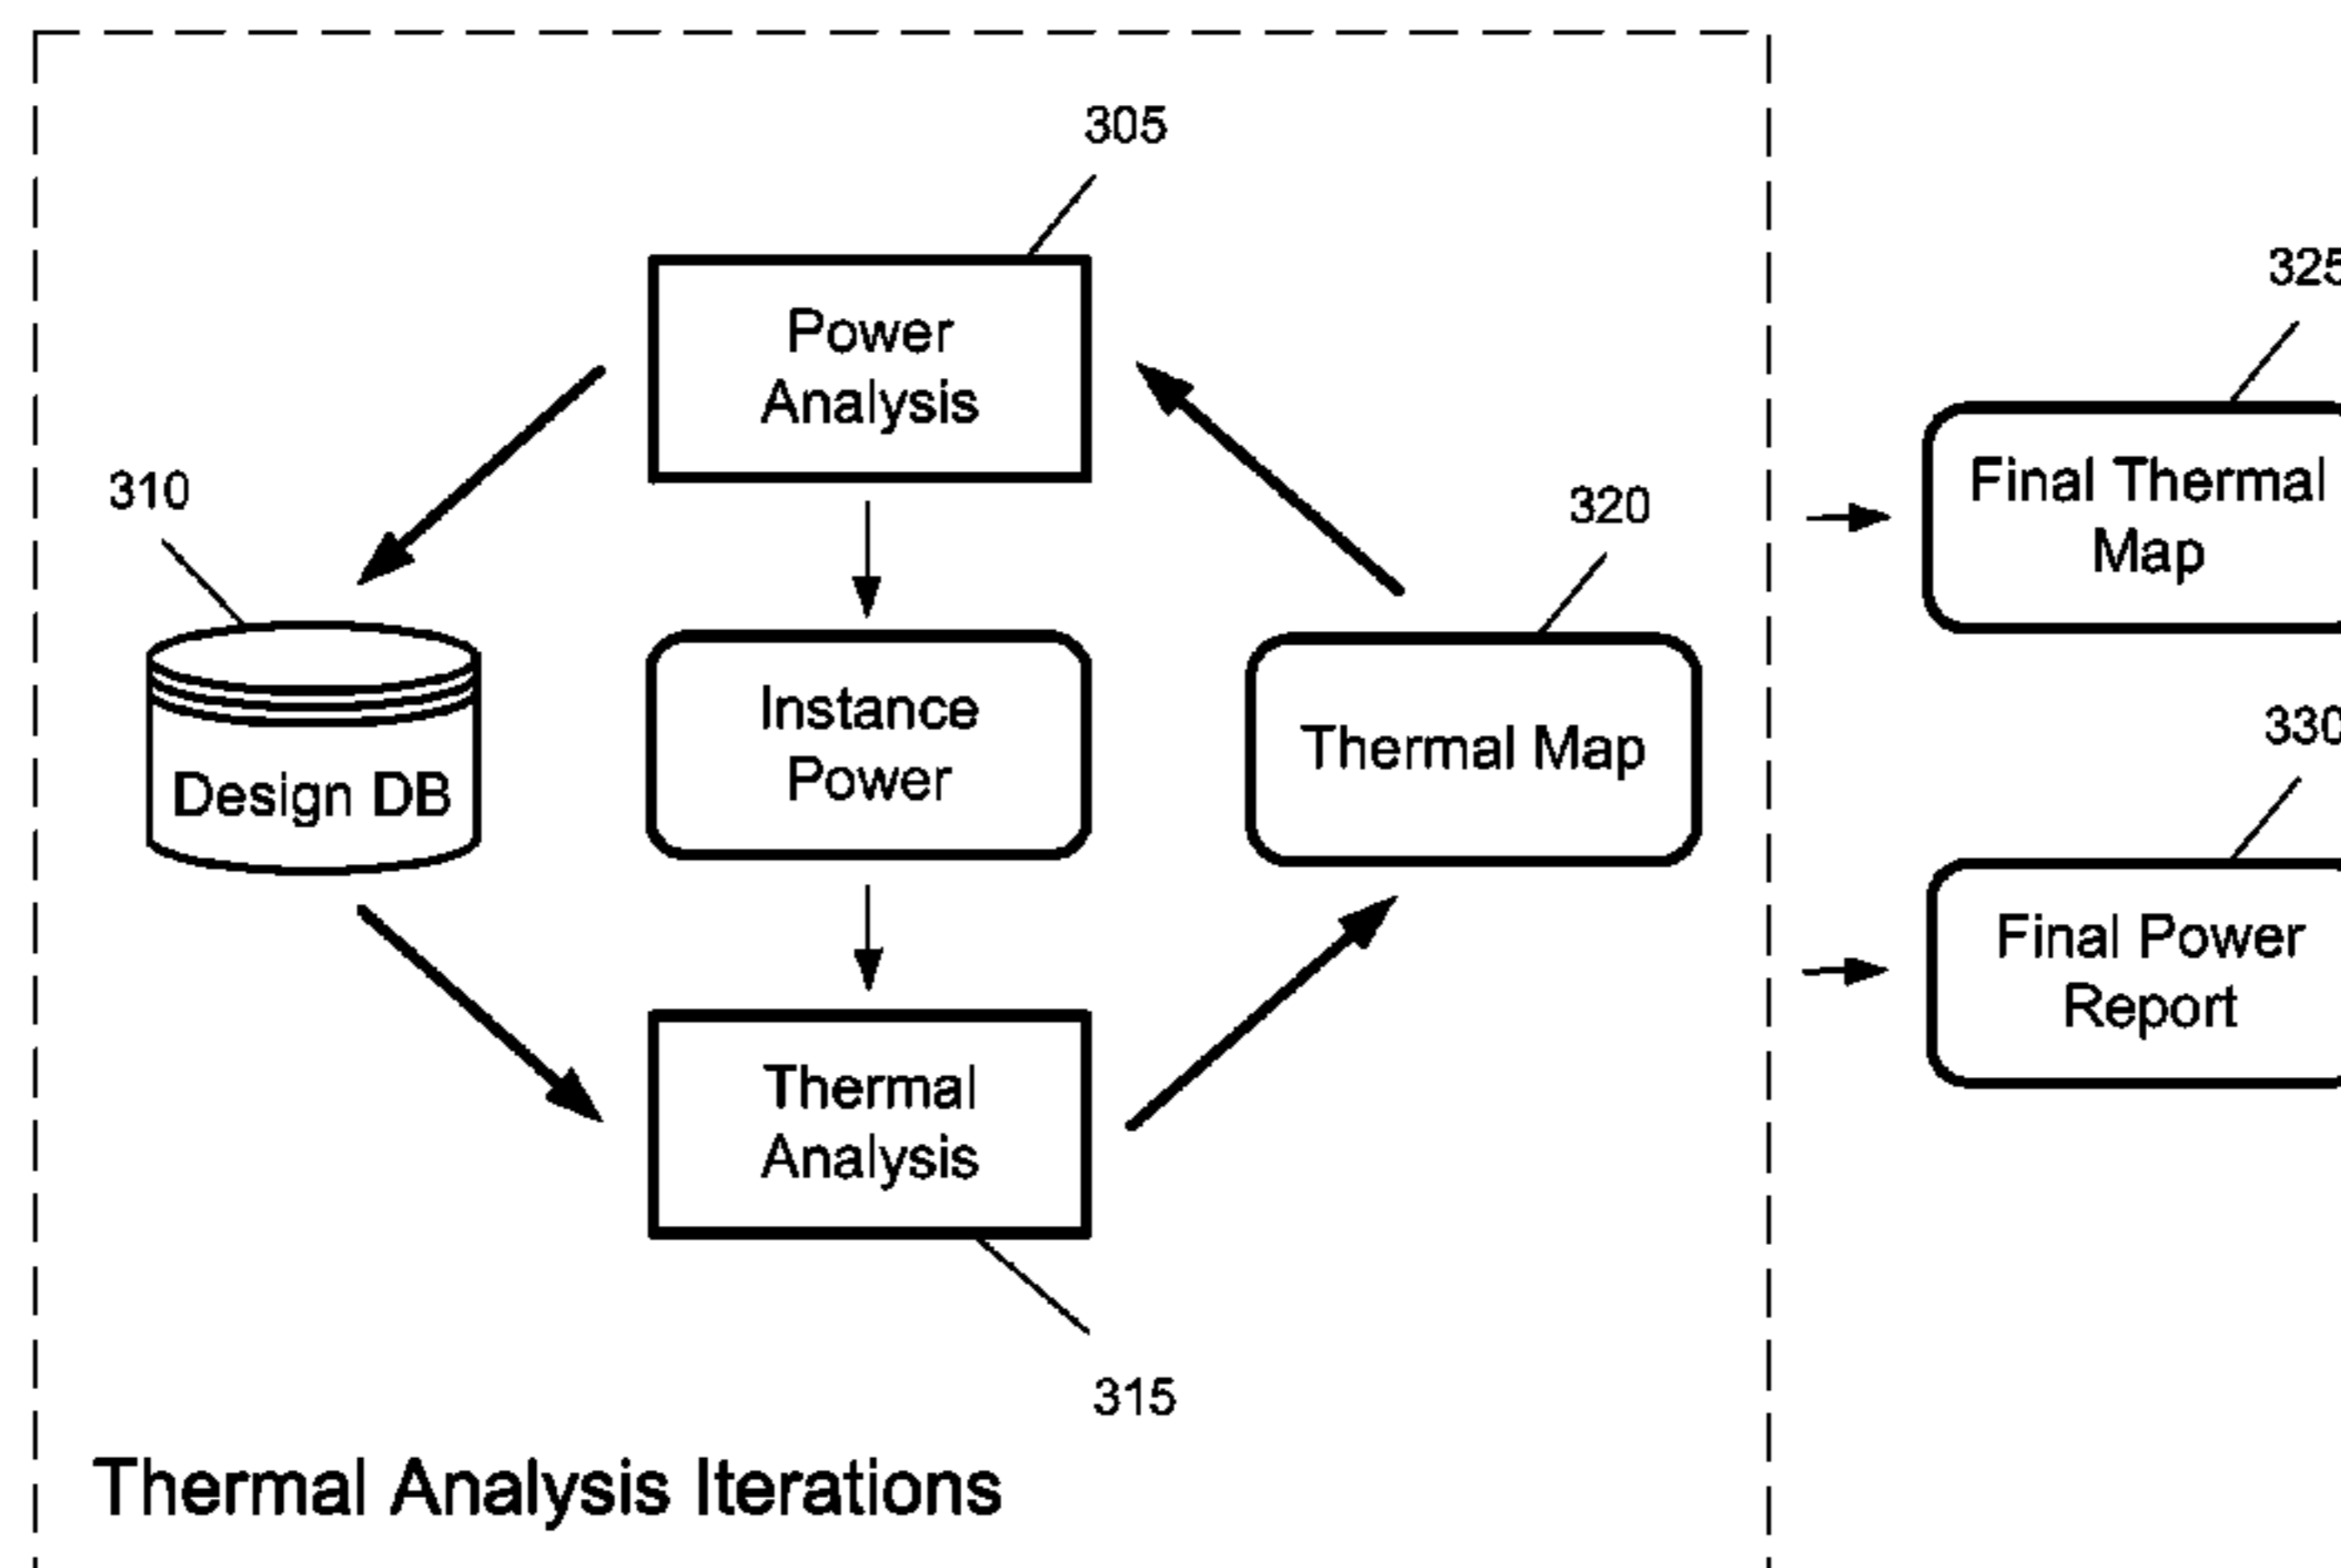 305
325
Power
Analysis
310
320
Final Thermal
Map
Instance
Power
Thermal Map
330
Design DB
Final Power
Report
Thermal
Analysis
315
Thermal Analysis Iterations